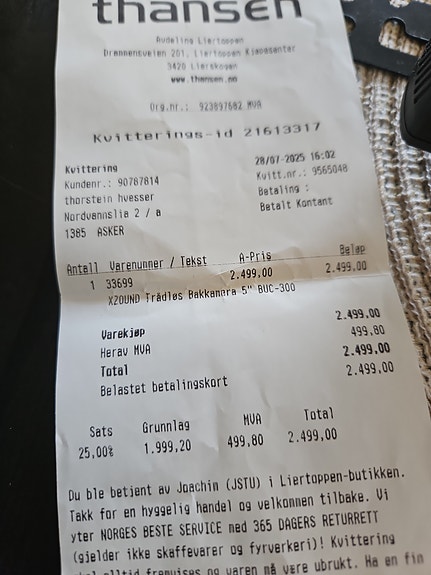 thansen
Avdeling Liertoppen
Drammensveien 201, Liertoppen Kjøpesenter
3420 Lierskogen
www.thansen.no
Org.nr.: 923897682 MVA
Kvitterings-id 21613317
Kvittering 28/07-2025 16:02
Kundenr.: 90787814 Kvitt.nr.: 9565048
thorstein hvesser Betaling :
Nordvannslia 2 / a Betalt Kontant
1385 ASKER
Antall Varenunner / Tekst A-Pris Beløp
1 33699 2.499,00 2.499,00
XZOUND Trådløs Bakkamera 5" BUC-300
Varekjøp 2.499,00
Herav MVA 499,80
Total 2.499,00
Belastet betalingskort 2.499,00
Sats Grunnlag MVA Total
25,00% 1.999,20 499,80 2.499,00
Du ble betjent av Joachim (JSTU) i Liertoppen-butikken.
Takk for en hyggelig handel og velkommen tilbake. Vi
yter NORGES BESTE SERVICE med 365 DAGERS RETURRETT
(gjelder ikke skaffevarer og fyrverkeri)! Kvittering
skal alltid fremvises og varen må være ubrukt. Ha en fin